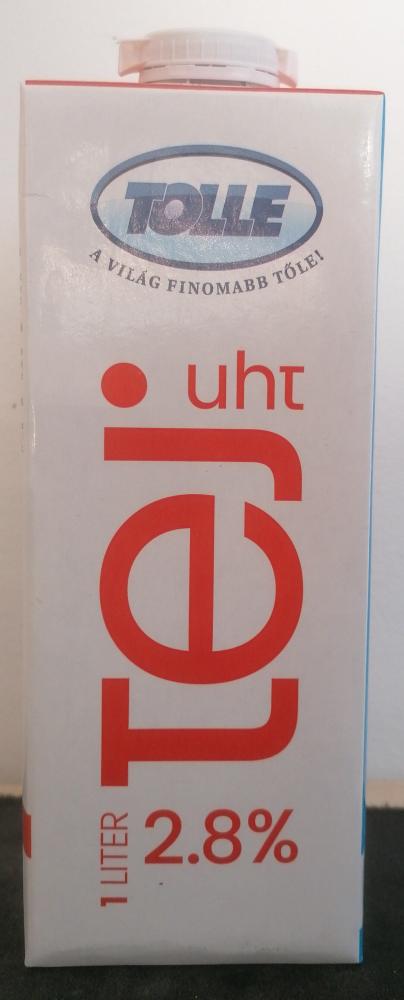 TOLLE
A VILÁG FINOMABB TŐLE!
uht
tej
1 LITER
2.8%